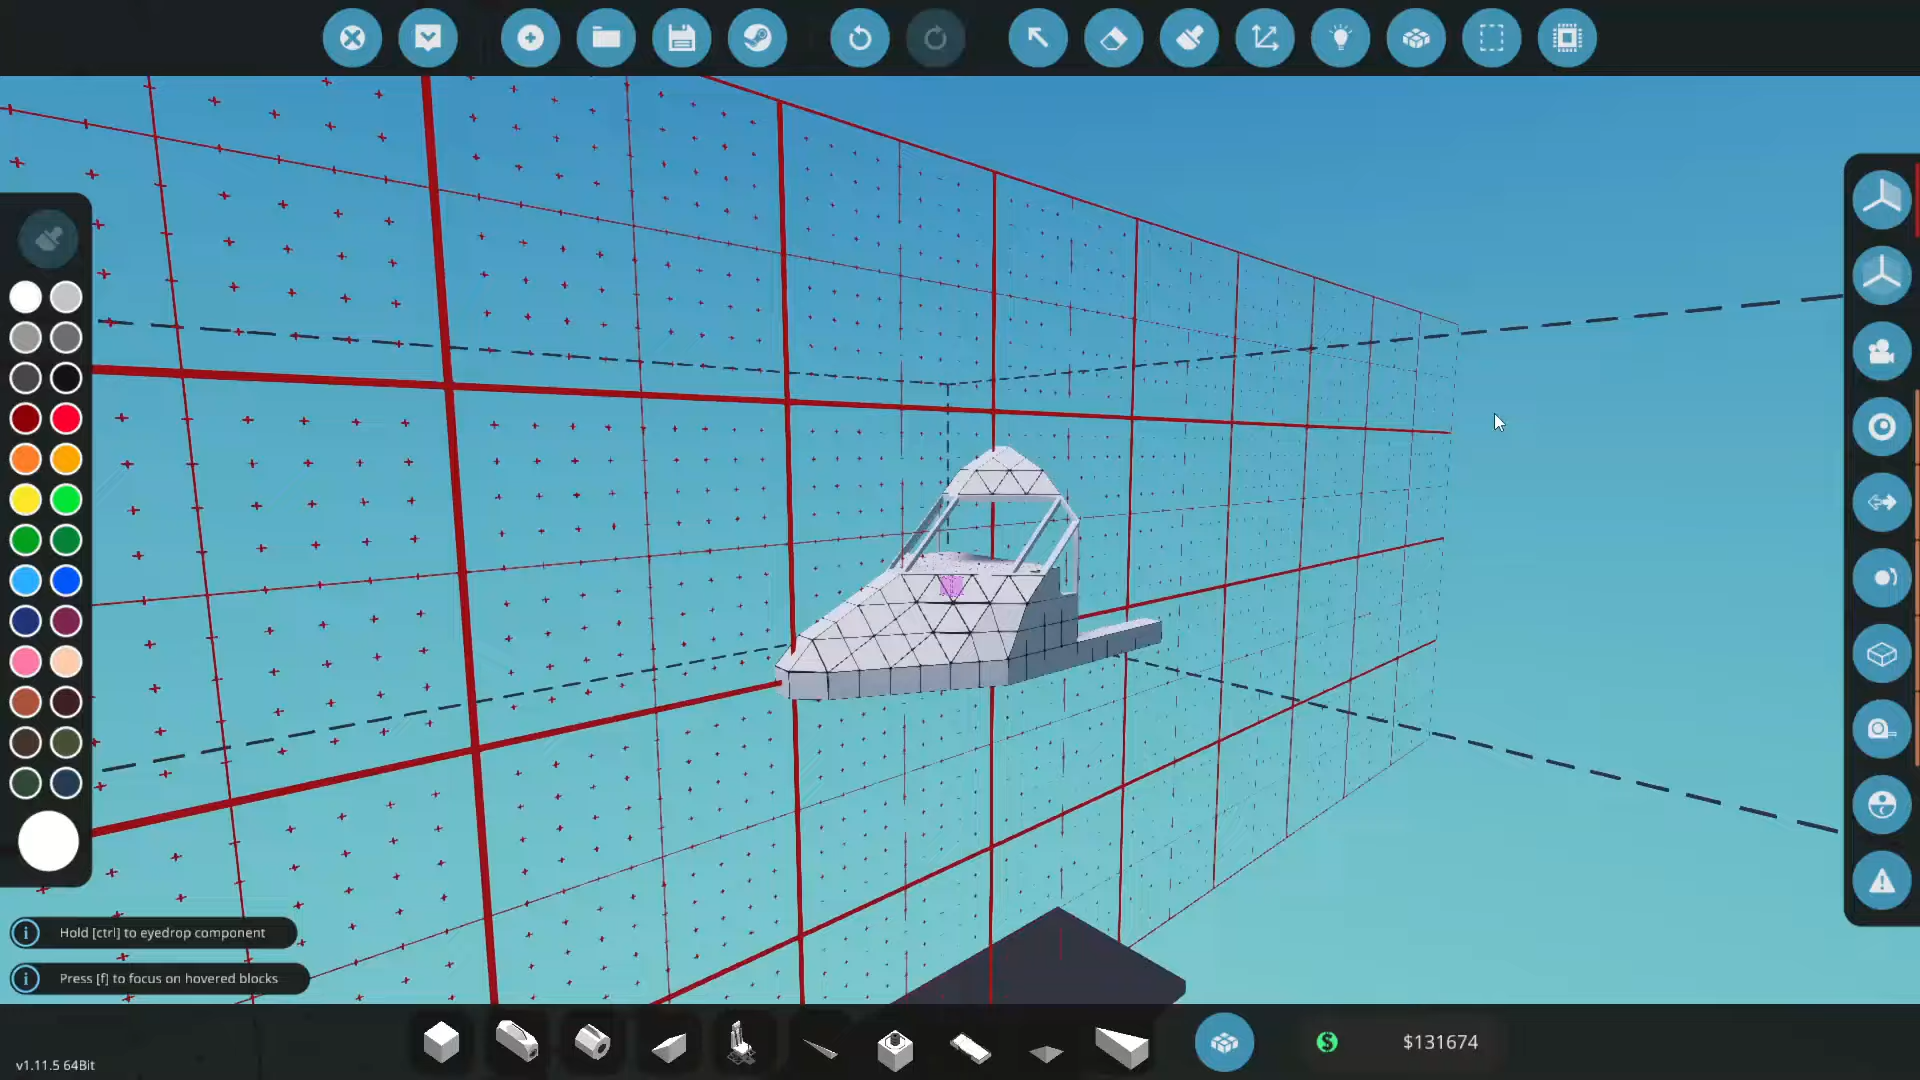 Hold [ctrl] to eyedrop component
Press [f] to focus on hovered blocks
$131674
v1.11.5 64Bit